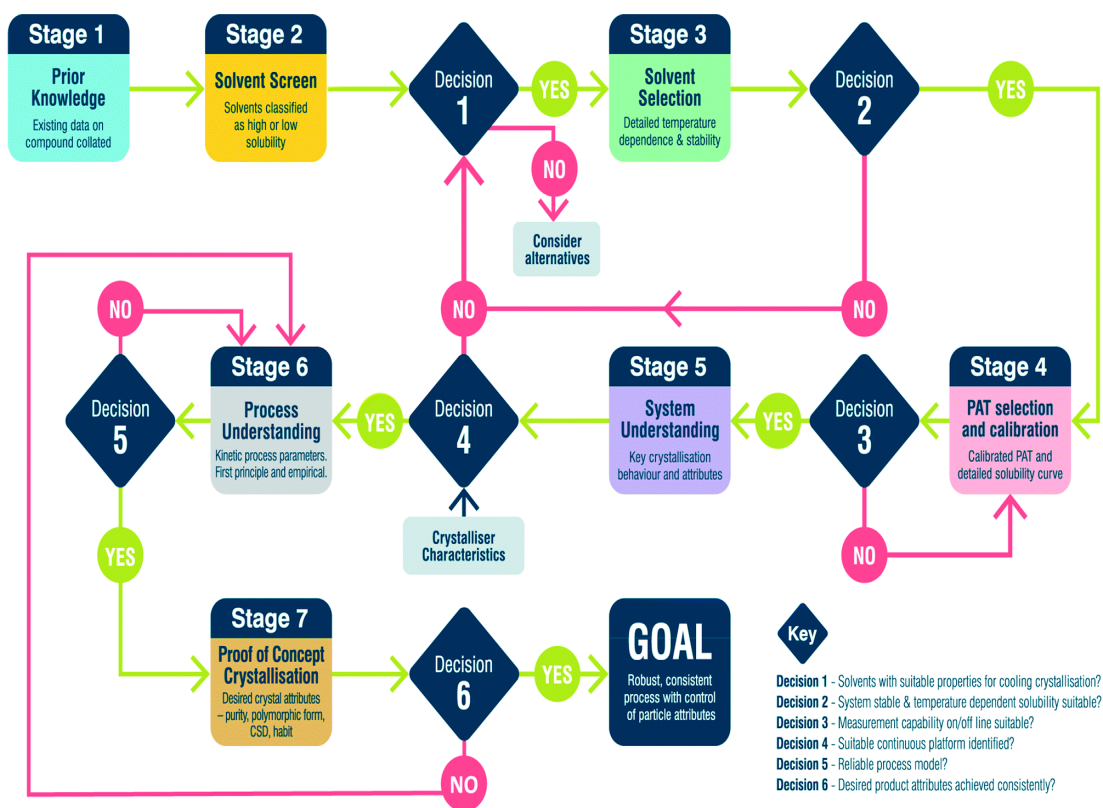 Stage 1
Prior
Knowledge
Existing data on
compound collated
Stage 2
Solvent Screen
Solvents classified
as high or low
solubility
Decision
1
YES
NO
Consider
alternatives
Stage 3
Solvent
Selection
Detailed temperature
dependence & stability
Decision
2
YES
NO
NO
NO
Decision
5
Stage 6
Process
Understanding
Kinetic process parameters.
First principle and empirical.
YES
Decision
4
Crystalliser
Characteristics
Stage 5
System
Understanding
Key crystallisation
behaviour and attributes
YES
Decision
3
NO
Stage 4
PAT selection
and calibration
Calibrated PAT and
detailed solubility curve
YES
Stage 7
Proof of Concept
Crystallisation
Desired crystal attributes
– purity, polymorphic form,
CSD, habit
Decision
6
YES
NO
GOAL
Robust, consistent
process with control
of particle attributes
Key
Decision 1 - Solvents with suitable properties for cooling crystallisation?
Decision 2 - System stable & temperature dependent solubility suitable?
Decision 3 - Measurement capability on/off line suitable?
Decision 4 - Suitable continuous platform identified?
Decision 5 - Reliable process model?
Decision 6 - Desired product attributes achieved consistently?